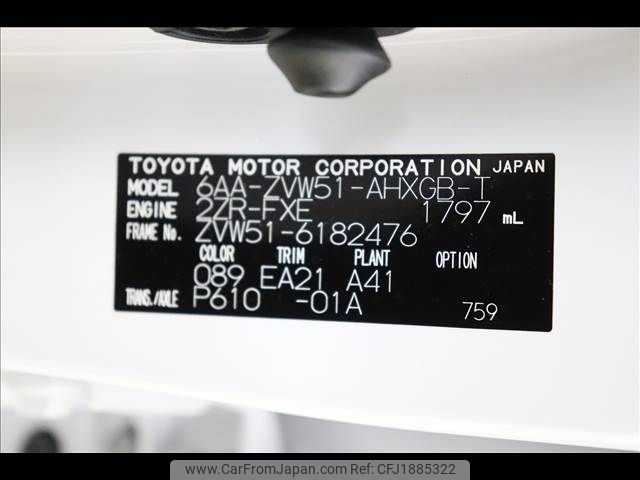 TOYOTA MOTOR CORPORATION JAPAN
MODEL 6AA-ZVW51-AHXGB-T
ENGINE 2ZR-FXE 1797 mL
FRAME No. ZVW51-6182476
COLOR TRIM PLANT OPTION
089 EA21 A41
TRANS./AXLE P610 -01A 759
www.CarFromJapan.com - CFJ1885322